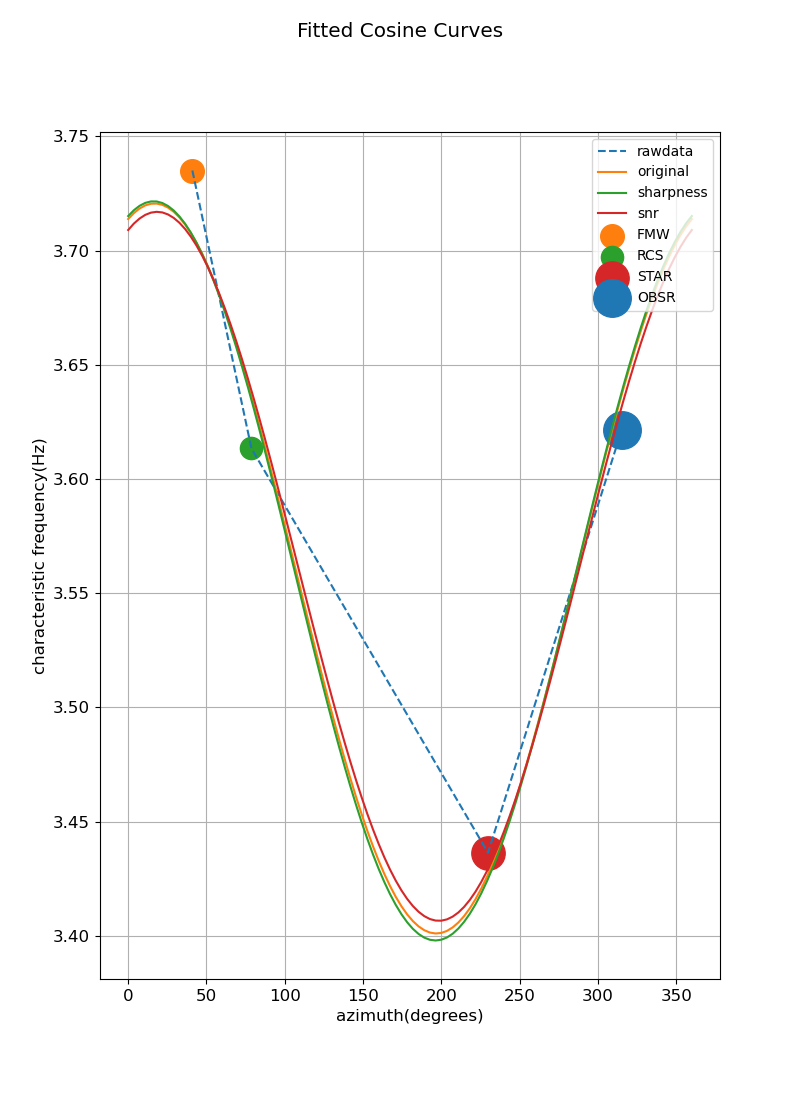 Fitted Cosine Curves
3.75
3.70
3.65
3.60
3.55
3.50
3.45
3.40
characteristic frequency(Hz)
rawdata
original
sharpness
snr
FMW
RCS
STAR
OBSR
0 50 100 150 200 250 300 350
azimuth(degrees)